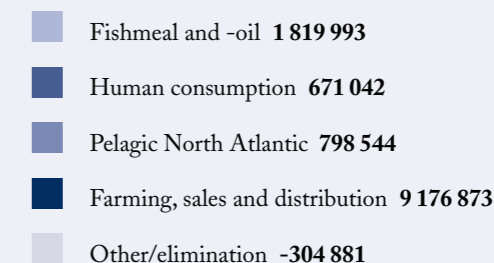 Fishmeal and -oil 1 819 993
Human consumption 671 042
Pelagic North Atlantic 798 544
Farming, sales and distribution 9 176 873
Other/elimination -304 881